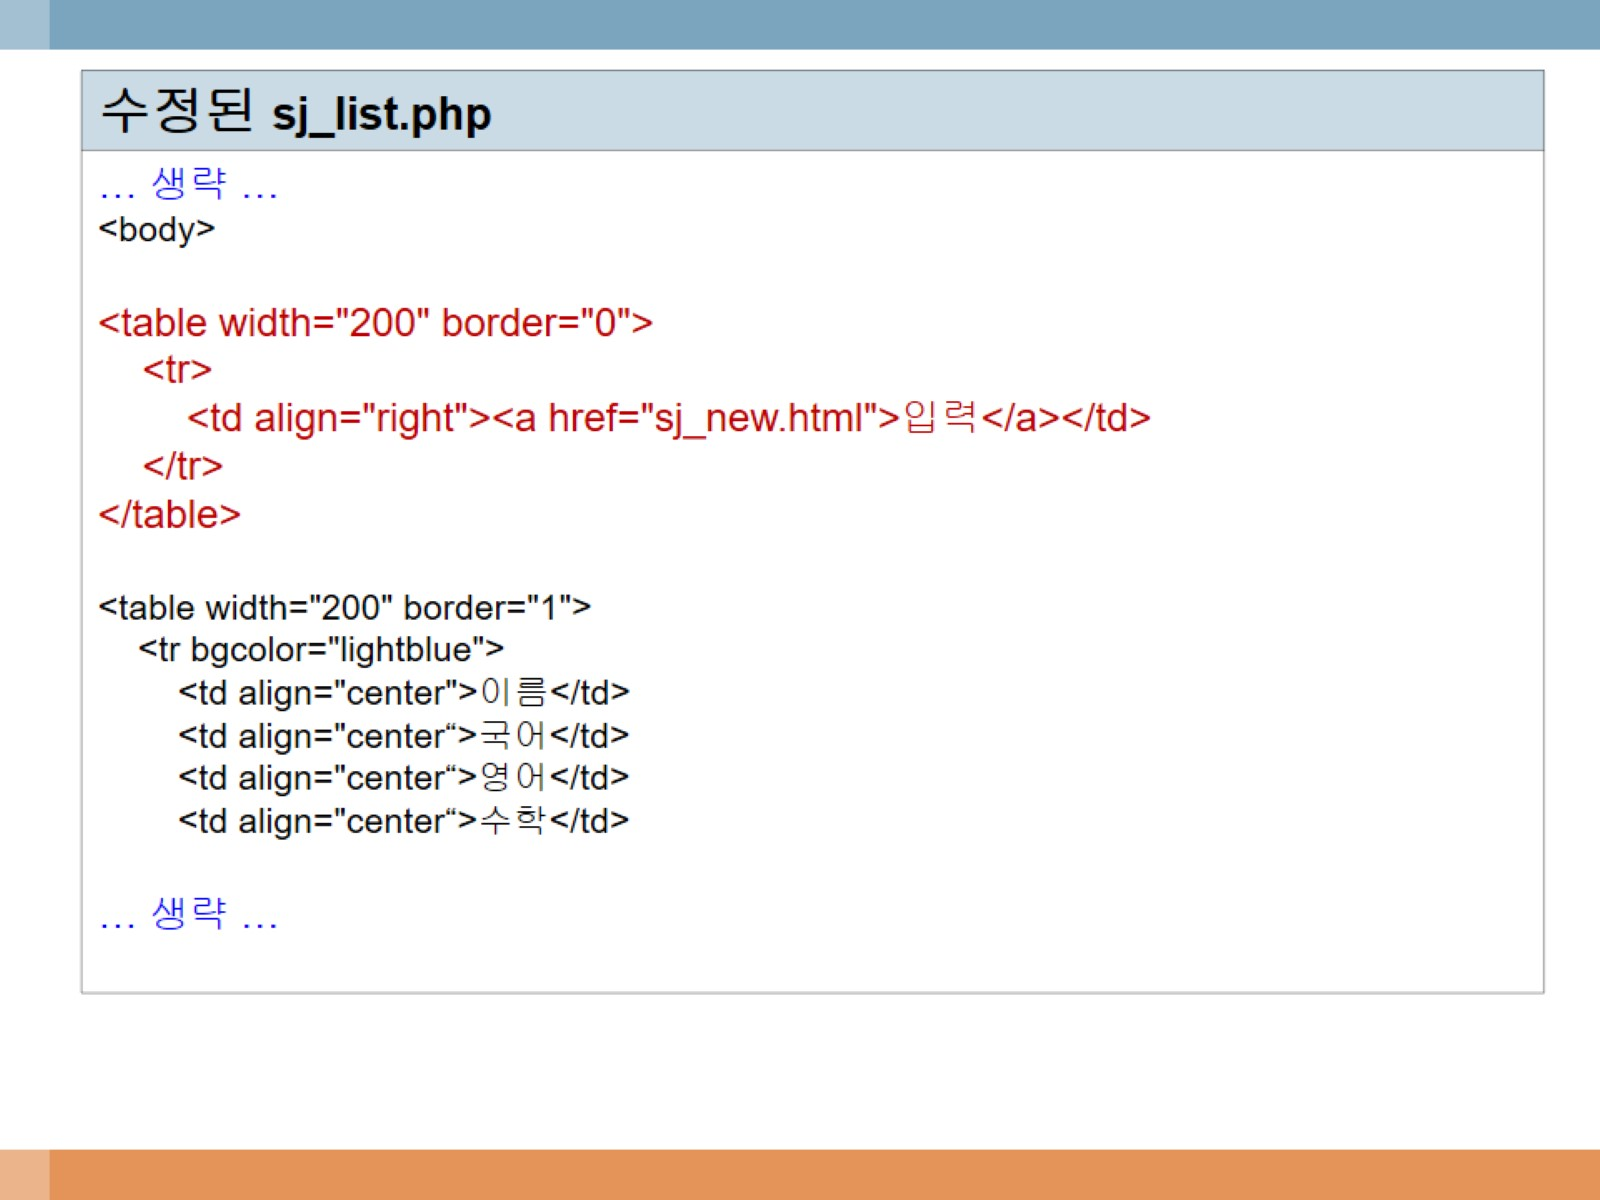 수정된 sj_list.php
... 생략 ...
<body>
<table width="200" border="0">
<tr>
<td align="right"><a href="sj_new.html">입력</a></td>
</tr>
</table>
<table width="200" border="1">
<tr bgcolor="lightblue">
<td align="center">이름</td>
<td align="center“>국어</td>
<td align="center“>영어</td>
<td align="center“>수학</td>
... 생략 ...